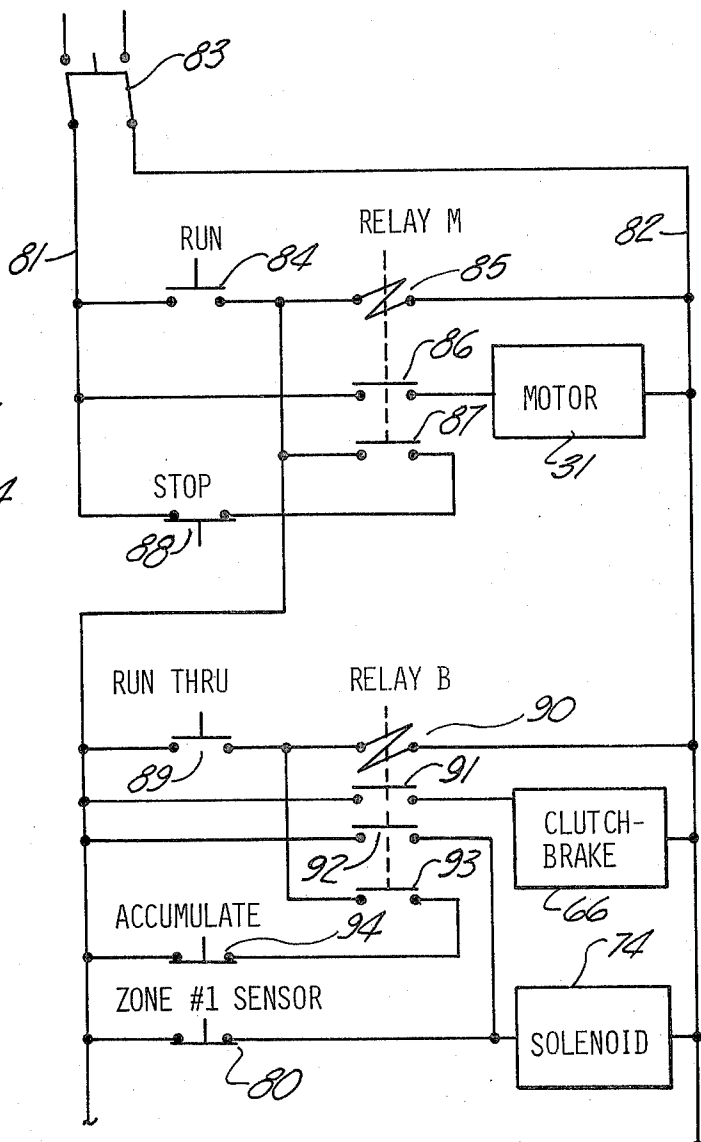 83
RUN
RELAY M
82
81
84
85
86
MOTOR
87
31
STOP
4
88
RUN THRU
RELAY B
90
89
91
CLUTCH-
BRAKE
92
93
66
ACCUMULATE
94
74
ZONE #1 SENSOR
SOLENOID
80